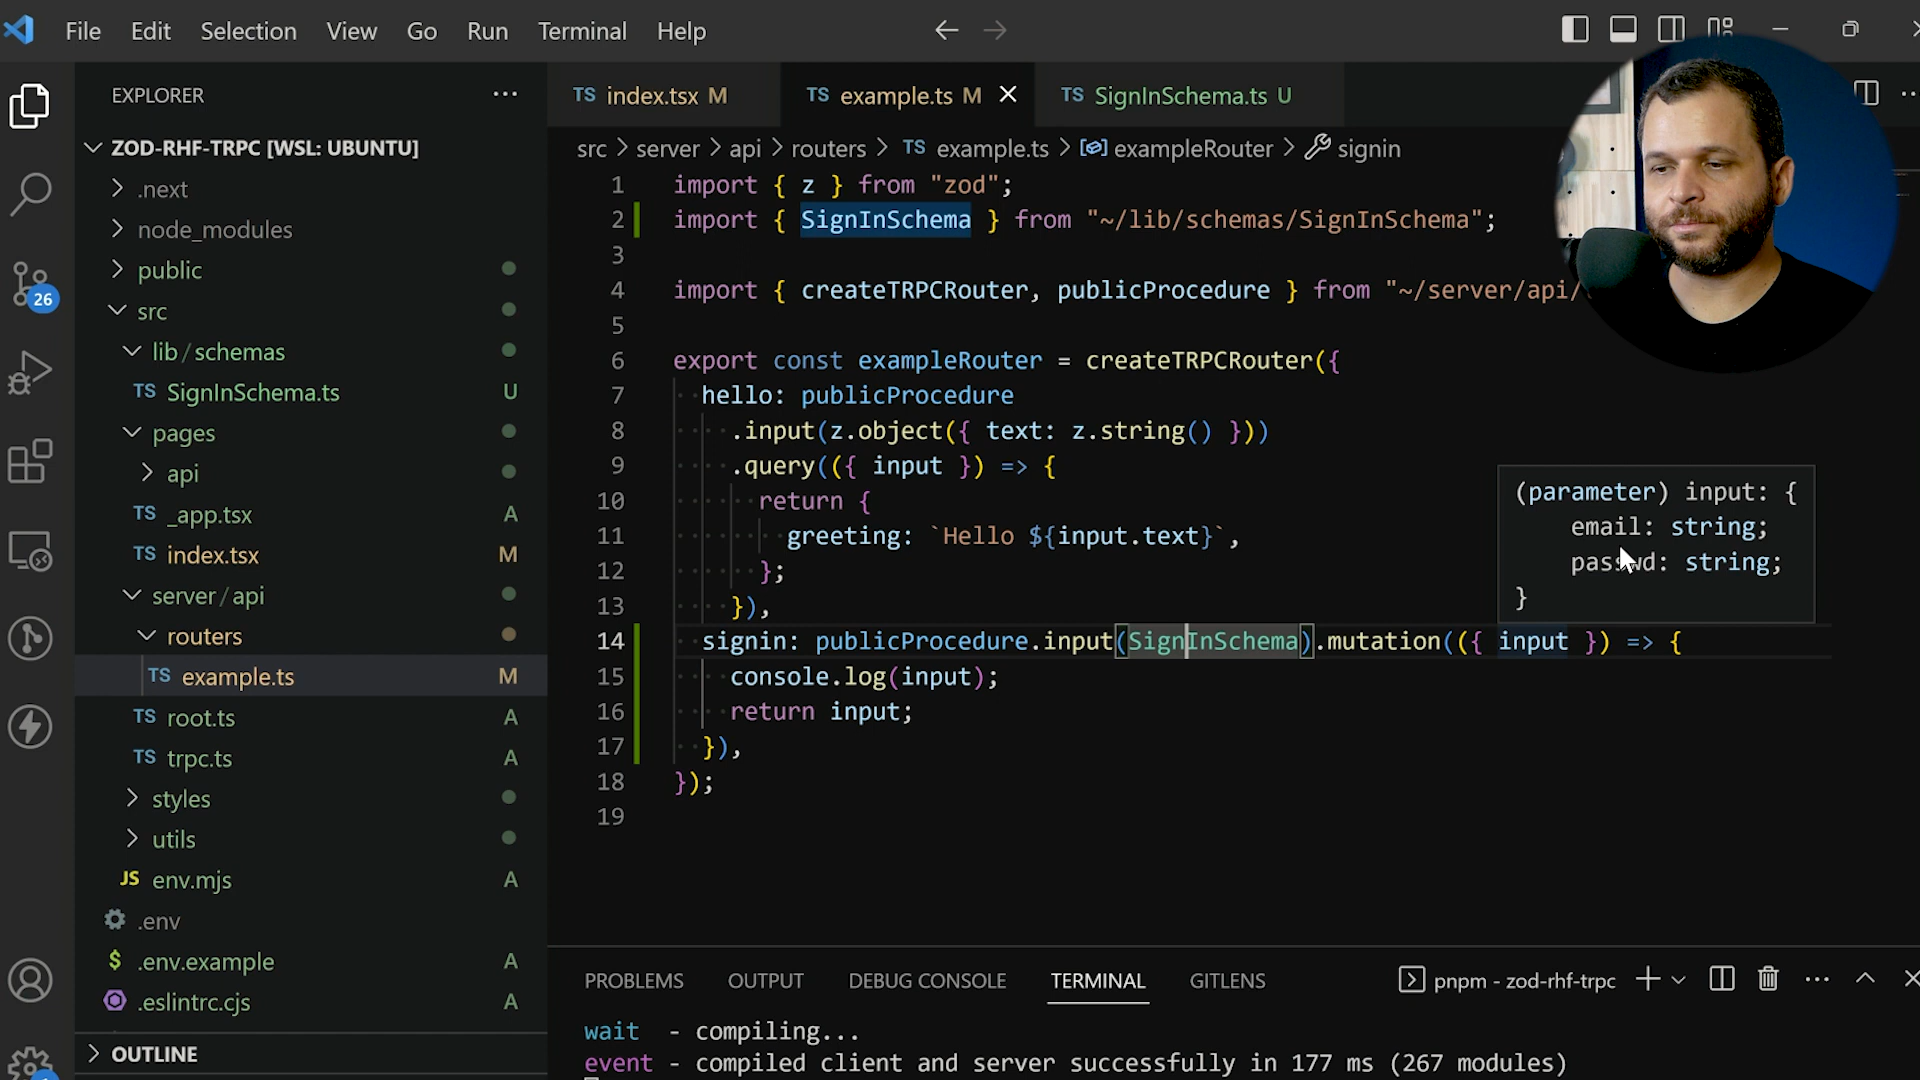 File Edit Selection View Go Run Terminal Help
EXPLORER
ZOD-RHF-TRPC [WSL: UBUNTU]
.next
node_modules
public
src
lib/schemas
TS SignInSchema.ts U
pages
api
TS _app.tsx A
TS index.tsx M
server/api
routers
TS example.ts M
TS root.ts A
TS trpc.ts A
styles
utils
JS env.mjs A
.env
$ .env.example A
.eslintrc.cjs A
OUTLINE
26
TS index.tsx M TS example.ts M TS SignInSchema.ts U
src > server > api > routers > TS example.ts > exampleRouter > signin
1 import { z } from "zod";
2 import { SignInSchema } from "~/lib/schemas/SignInSchema";
3
4 import { createTRPCRouter, publicProcedure } from "~/server/api/
5
6 export const exampleRouter = createTRPCRouter({
7 hello: publicProcedure
8 .input(z.object({ text: z.string() }))
9 .query(({ input }) => {
10 return {
11 greeting: `Hello ${input.text}`,
12 };
13 }),
14 signin: publicProcedure.input(SignInSchema).mutation(({ input }) => {
15 console.log(input);
16 return input;
17 }),
18 });
19
(parameter) input: {
email: string;
passwd: string;
}
PROBLEMS OUTPUT DEBUG CONSOLE TERMINAL GITLENS pnpm - zod-rhf-trpc
wait - compiling...
event - compiled client and server successfully in 177 ms (267 modules)